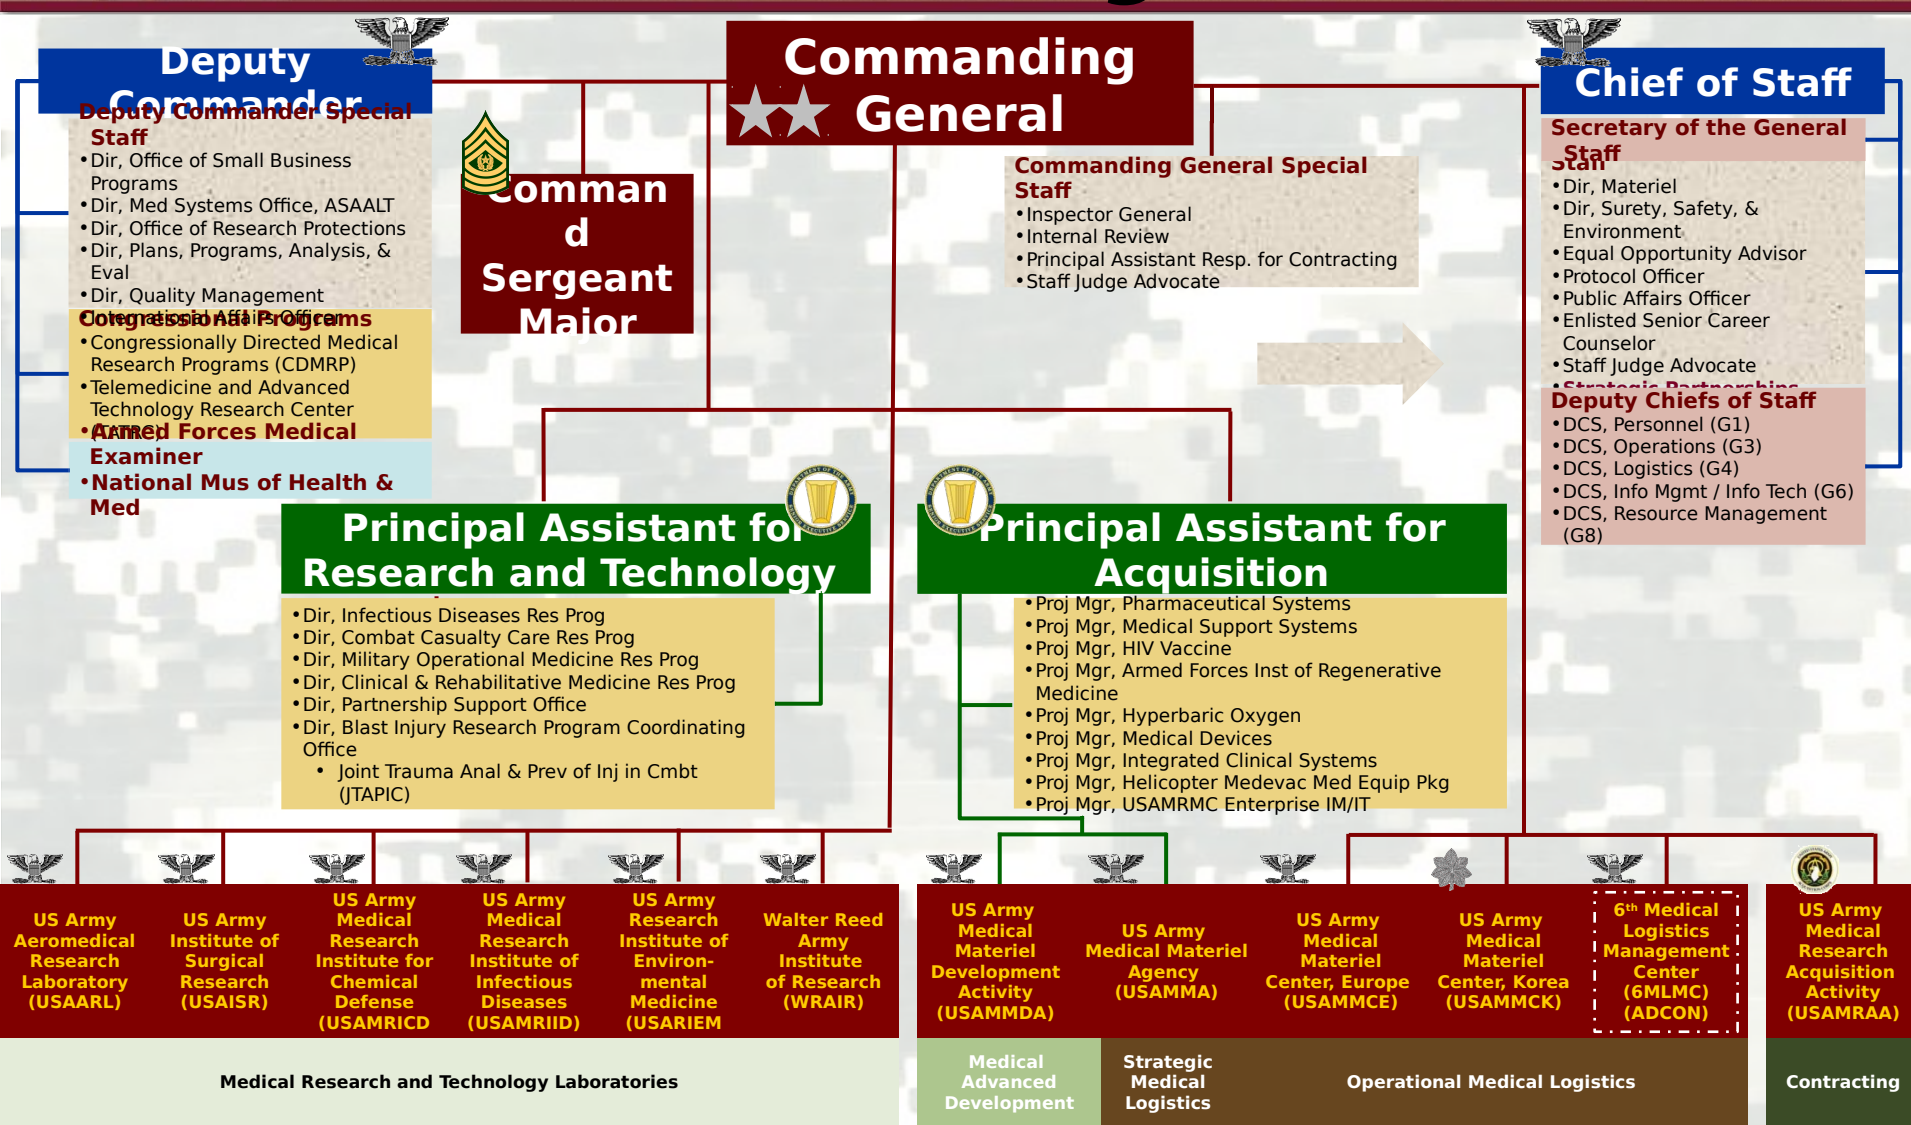 Deputy
Commander
Commanding
General
Chief of Staff
Deputy Commander Special
Staff
•Dir, Office of Small Business
Programs
•Dir, Med Systems Office, ASAALT
•Dir, Office of Research Protections
•Dir, Plans, Programs, Analysis, &
Eval
•Dir, Quality Management
•International Affairs Officer
Congressional Programs
•Congressionally Directed Medical
Research Programs (CDMRP)
•Telemedicine and Advanced
Technology Research Center
(TATRC)
•Armed Forces Medical
Examiner
•National Mus of Health &
Med
Comman
d
Sergeant
Major
Commanding General Special
Staff
•Inspector General
•Internal Review
•Principal Assistant Resp. for Contracting
•Staff Judge Advocate
Secretary of the General
Staff
Staff
•Dir, Materiel
•Dir, Surety, Safety, &
Environment
•Equal Opportunity Advisor
•Protocol Officer
•Public Affairs Officer
•Enlisted Senior Career
Counselor
•Staff Judge Advocate
•Strategic Partnerships
Deputy Chiefs of Staff
•DCS, Personnel (G1)
•DCS, Operations (G3)
•DCS, Logistics (G4)
•DCS, Info Mgmt / Info Tech (G6)
•DCS, Resource Management
(G8)
Principal Assistant for
Research and Technology
•Dir, Infectious Diseases Res Prog
•Dir, Combat Casualty Care Res Prog
•Dir, Military Operational Medicine Res Prog
•Dir, Clinical & Rehabilitative Medicine Res Prog
•Dir, Partnership Support Office
•Dir, Blast Injury Research Program Coordinating
Office
• Joint Trauma Anal & Prev of Inj in Cmbt
(JTAPIC)
Principal Assistant for
Acquisition
•Proj Mgr, Pharmaceutical Systems
•Proj Mgr, Medical Support Systems
•Proj Mgr, HIV Vaccine
•Proj Mgr, Armed Forces Inst of Regenerative
Medicine
•Proj Mgr, Hyperbaric Oxygen
•Proj Mgr, Medical Devices
•Proj Mgr, Integrated Clinical Systems
•Proj Mgr, Helicopter Medevac Med Equip Pkg
•Proj Mgr, USAMRMC Enterprise IM/IT
US Army
Aeromedical
Research
Laboratory
(USAARL)
US Army
Institute of
Surgical
Research
(USAISR)
US Army
Medical
Research
Institute for
Chemical
Defense
(USAMRICD
US Army
Medical
Research
Institute of
Infectious
Diseases
(USAMRIID)
US Army
Research
Institute of
Environ-
mental
Medicine
(USARIEM
Walter Reed
Army
Institute
of Research
(WRAIR)
US Army
Medical
Materiel
Development
Activity
(USAMMDA)
US Army
Medical Materiel
Agency
(USAMMA)
US Army
Medical
Materiel
Center, Europe
(USAMMCE)
US Army
Medical
Materiel
Center, Korea
(USAMMCK)
6th Medical
Logistics
Management
Center
(6MLMC)
(ADCON)
US Army
Medical
Research
Acquisition
Activity
(USAMRAA)
Medical Research and Technology Laboratories
Medical
Advanced
Development
Strategic
Medical
Logistics
Operational Medical Logistics
Contracting